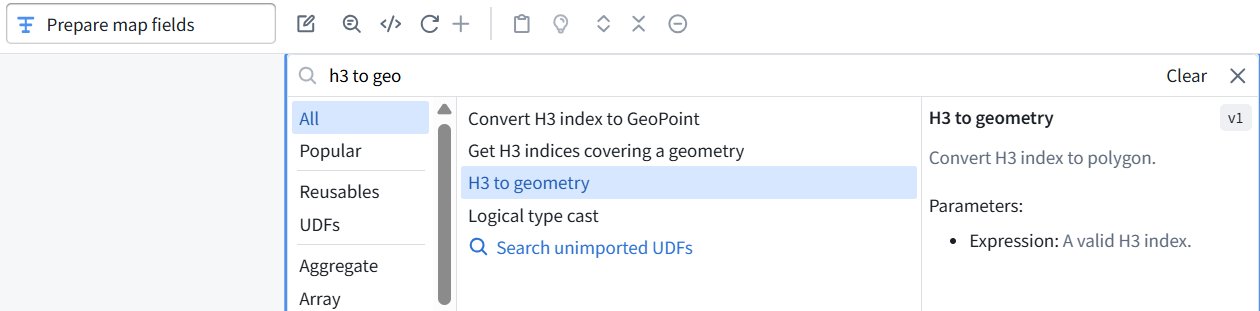 Prepare map fields
h3 to geo
Clear
All
Popular
Reusables
UDFs
Aggregate
Array
Convert H3 index to GeoPoint
Get H3 indices covering a geometry
H3 to geometry
Logical type cast
Search unimported UDFs
H3 to geometry
v1
Convert H3 index to polygon.
Parameters:
• Expression: A valid H3 index.